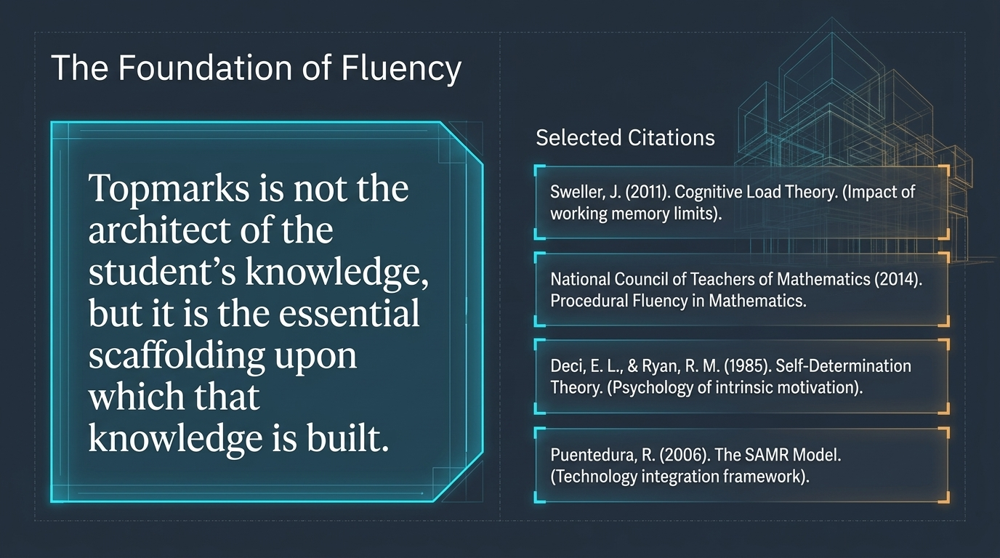 The Foundation of Fluency
Topmarks is not the
architect of the
student’s knowledge,
but it is the essential
scaffolding upon
which that
knowledge is built.
Selected Citations
Sweller, J. (2011). Cognitive Load Theory. (Impact of
working memory limits).
National Council of Teachers of Mathematics (2014).
Procedural Fluency in Mathematics.
Deci, E. L., & Ryan, R. M. (1985). Self-Determination
Theory. (Psychology of intrinsic motivation).
Puentedura, R. (2006). The SAMR Model.
(Technology integration framework).